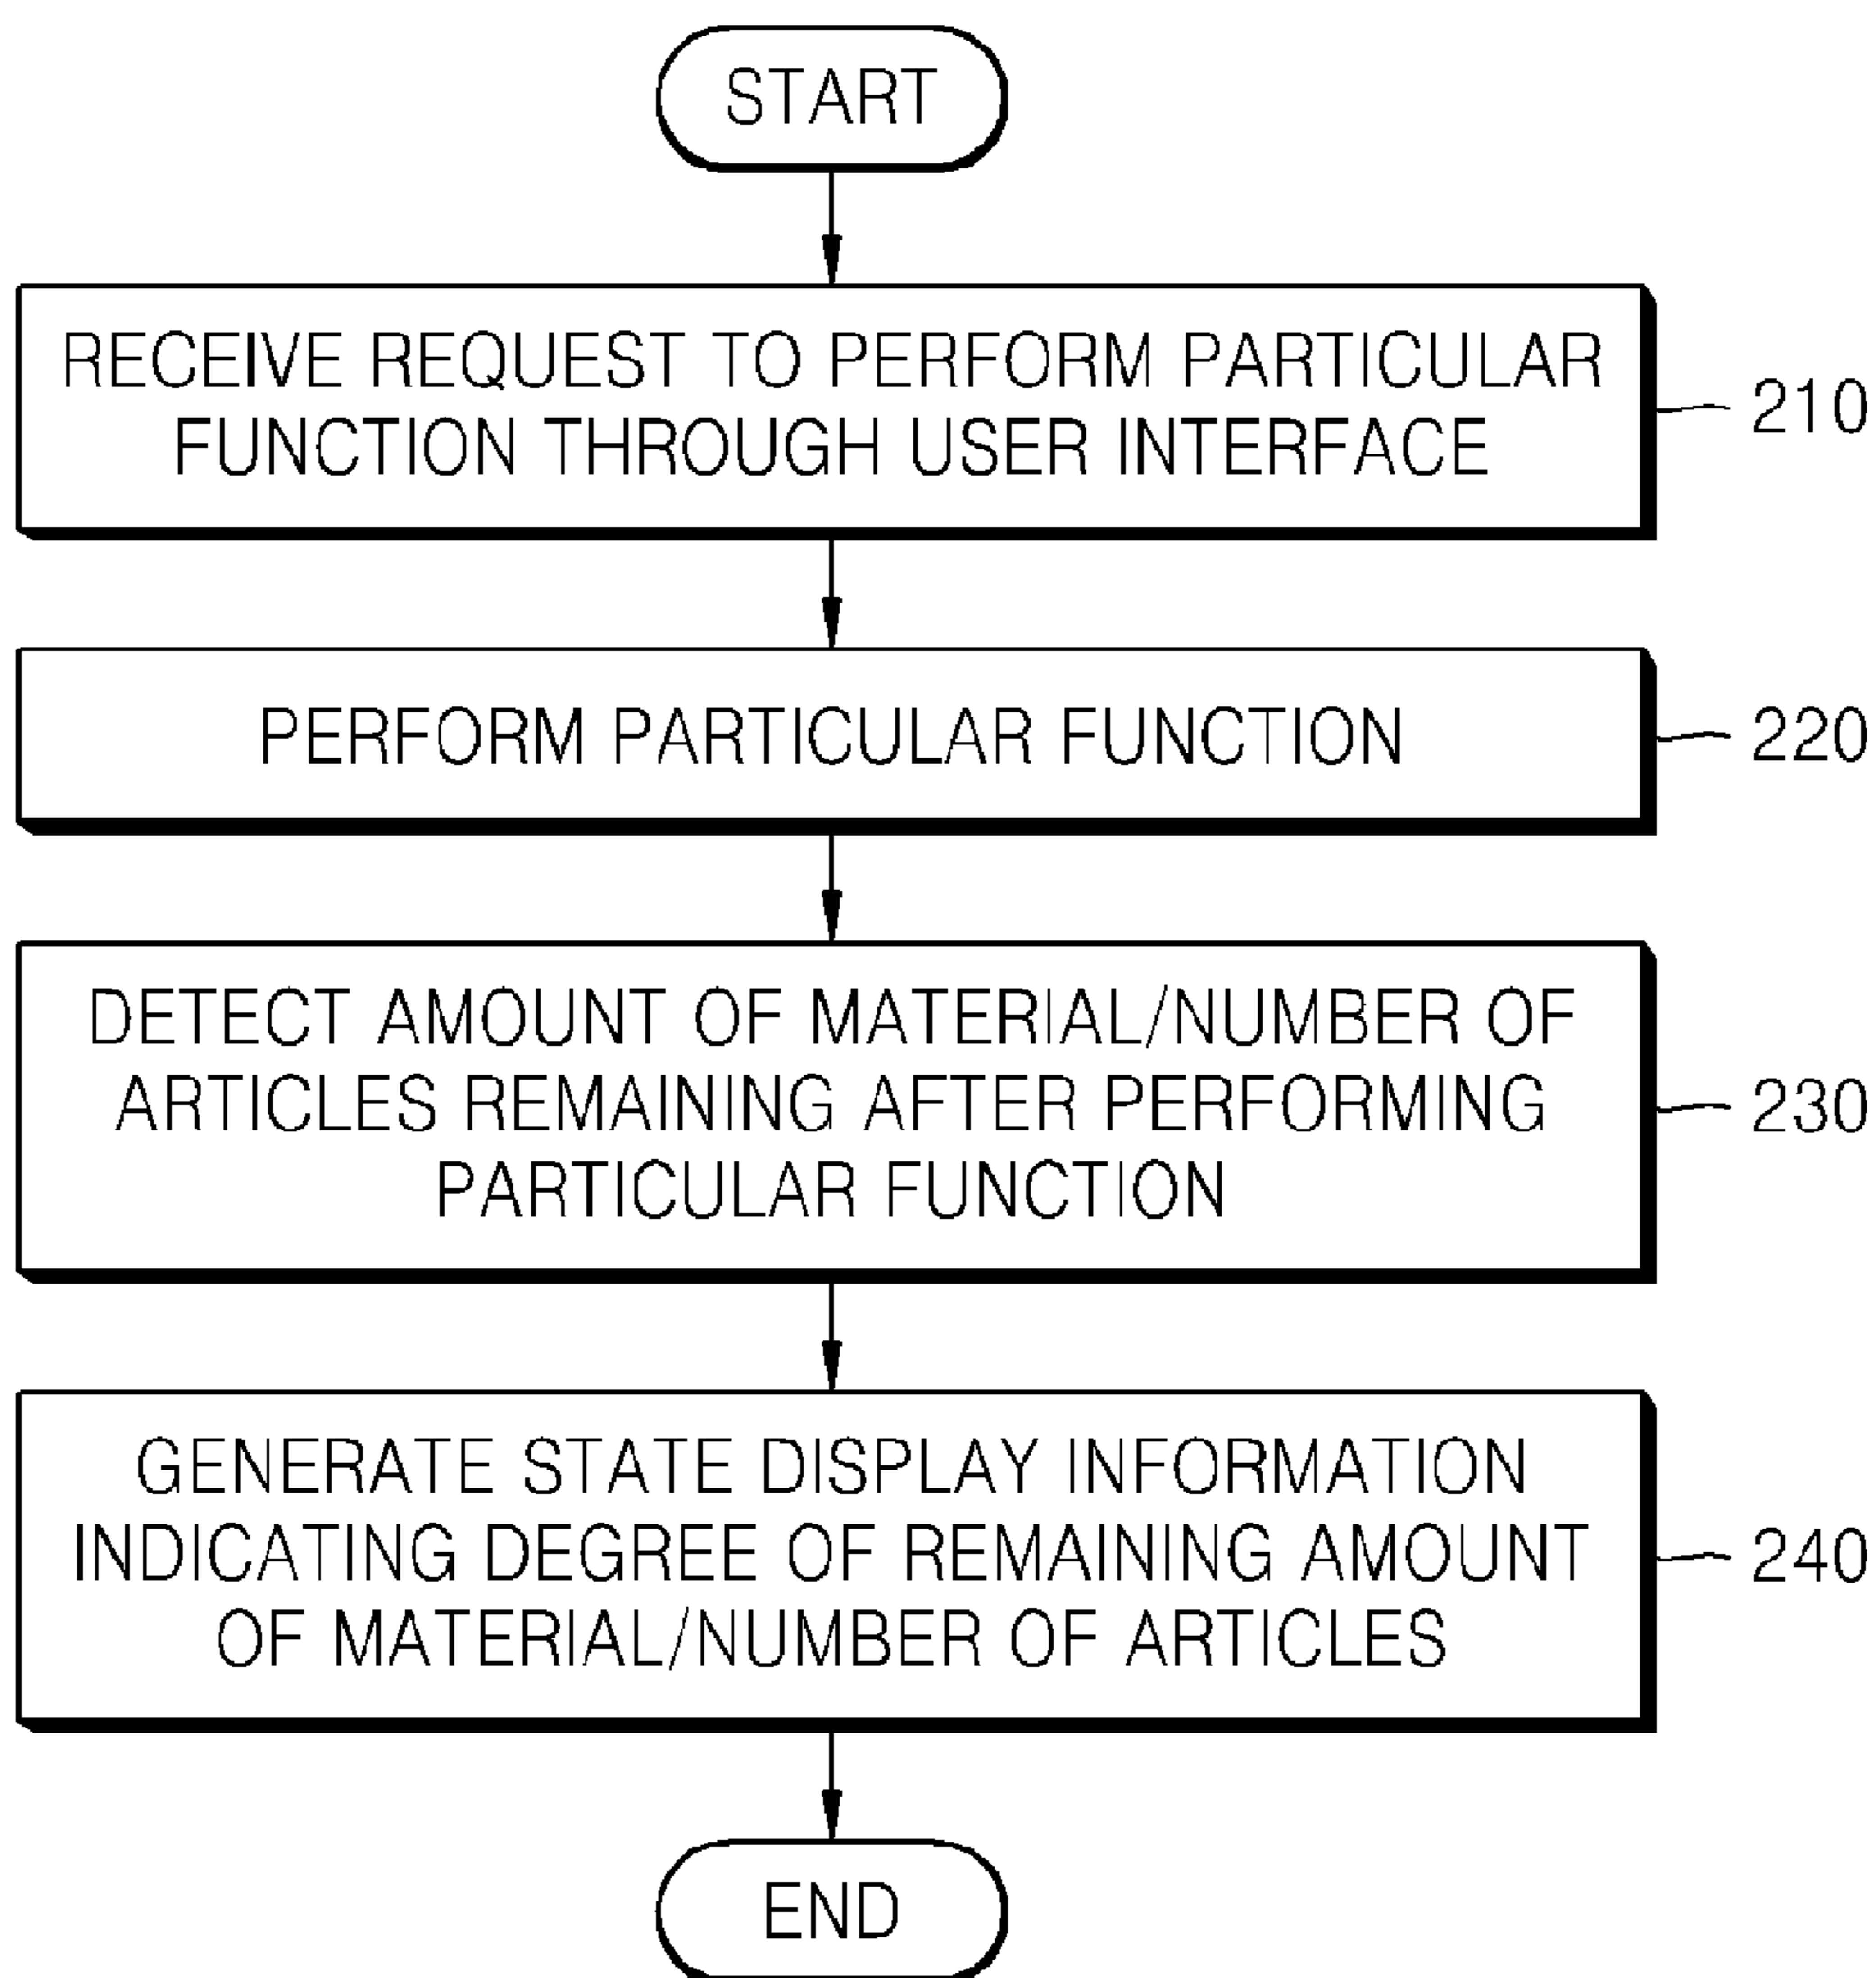 START
RECEIVE REQUEST TO PERFORM PARTICULAR
FUNCTION THROUGH USER INTERFACE
210
PERFORM PARTICULAR FUNCTION
220
DETECT AMOUNT OF MATERIAL/NUMBER OF
ARTICLES REMAINING AFTER PERFORMING
PARTICULAR FUNCTION
230
GENERATE STATE DISPLAY INFORMATION
INDICATING DEGREE OF REMAINING AMOUNT
OF MATERIAL/NUMBER OF ARTICLES
240
END